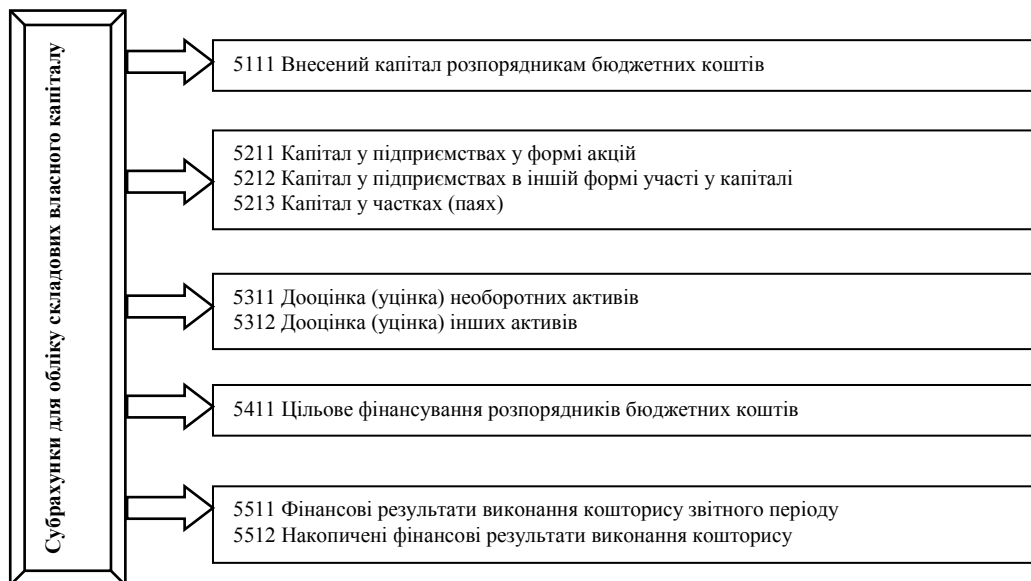 Субрахунки для обліку складових власного капіталу
5111 Внесений капітал розпорядникам бюджетних коштів
5211 Капітал у підприємствах у формі акцій
5212 Капітал у підприємствах в іншій формі участі у капіталі
5213 Капітал у частках (паях)
5311 Дооцінка (уцінка) необоротних активів
5312 Дооцінка (уцінка) інших активів
5411 Цільове фінансування розпорядників бюджетних коштів
5511 Фінансові результати виконання кошторису звітного періоду
5512 Накопичені фінансові результати виконання кошторису